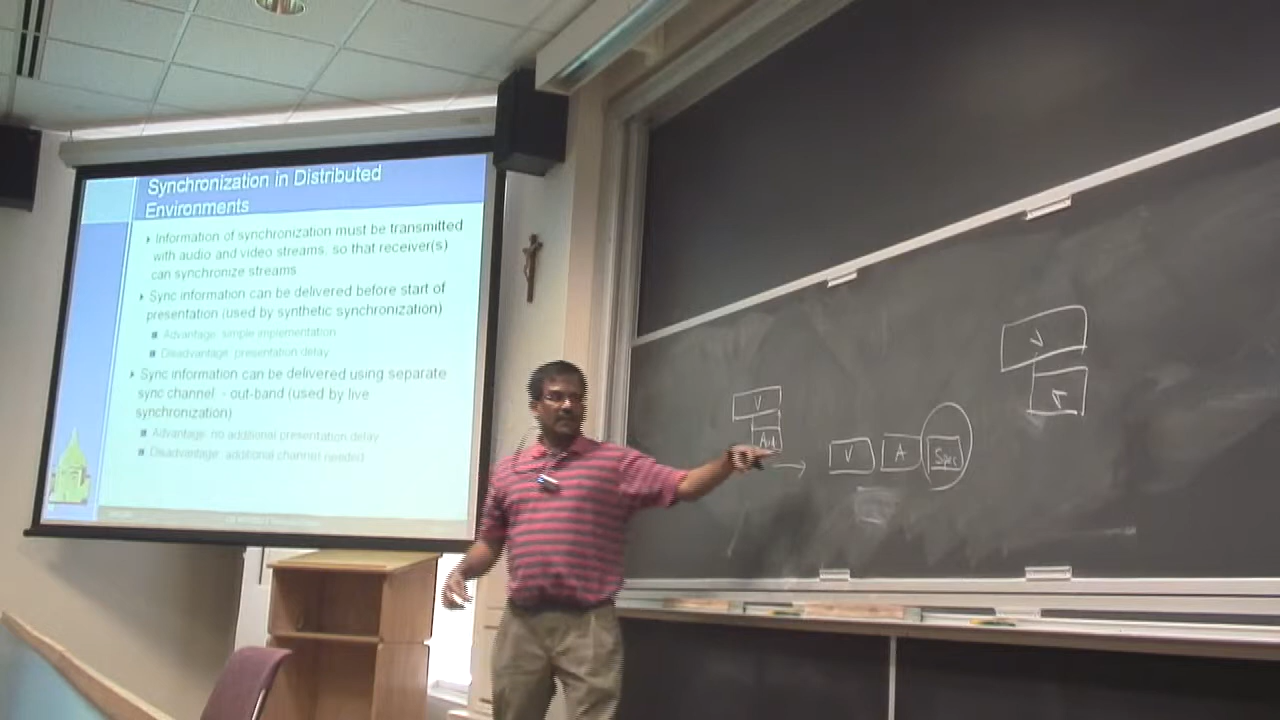 Synchronization in Distributed
Environments
Information of synchronization must be transmitted
with audio and video streams, so that receiver(s)
can synchronize streams
Sync information can be delivered before start of
presentation (used by synthetic synchronization)
Advantage: simple implementation
Disadvantage: presentation delay
Sync information can be delivered using separate
sync channel - out-band (used by live
synchronization)
Advantage: no additional presentation delay
Disadvantage: additional channel needed
V
V
A
Spec